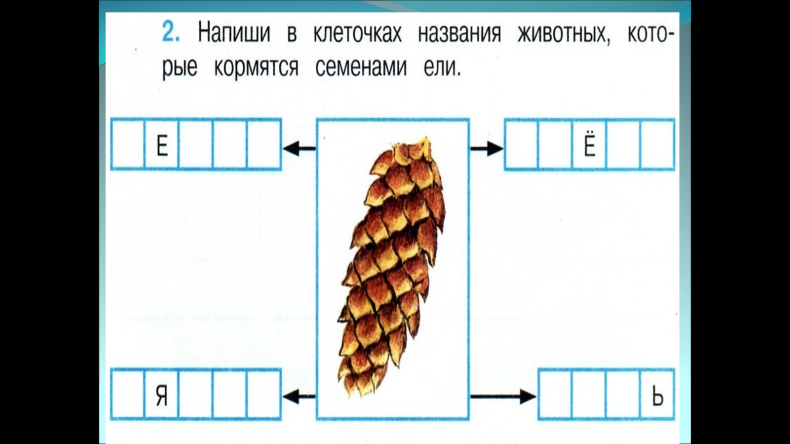 2. Напиши в клеточках названия животных, кото-
рые кормятся семенами ели.
Е
Ё
Я
Ь